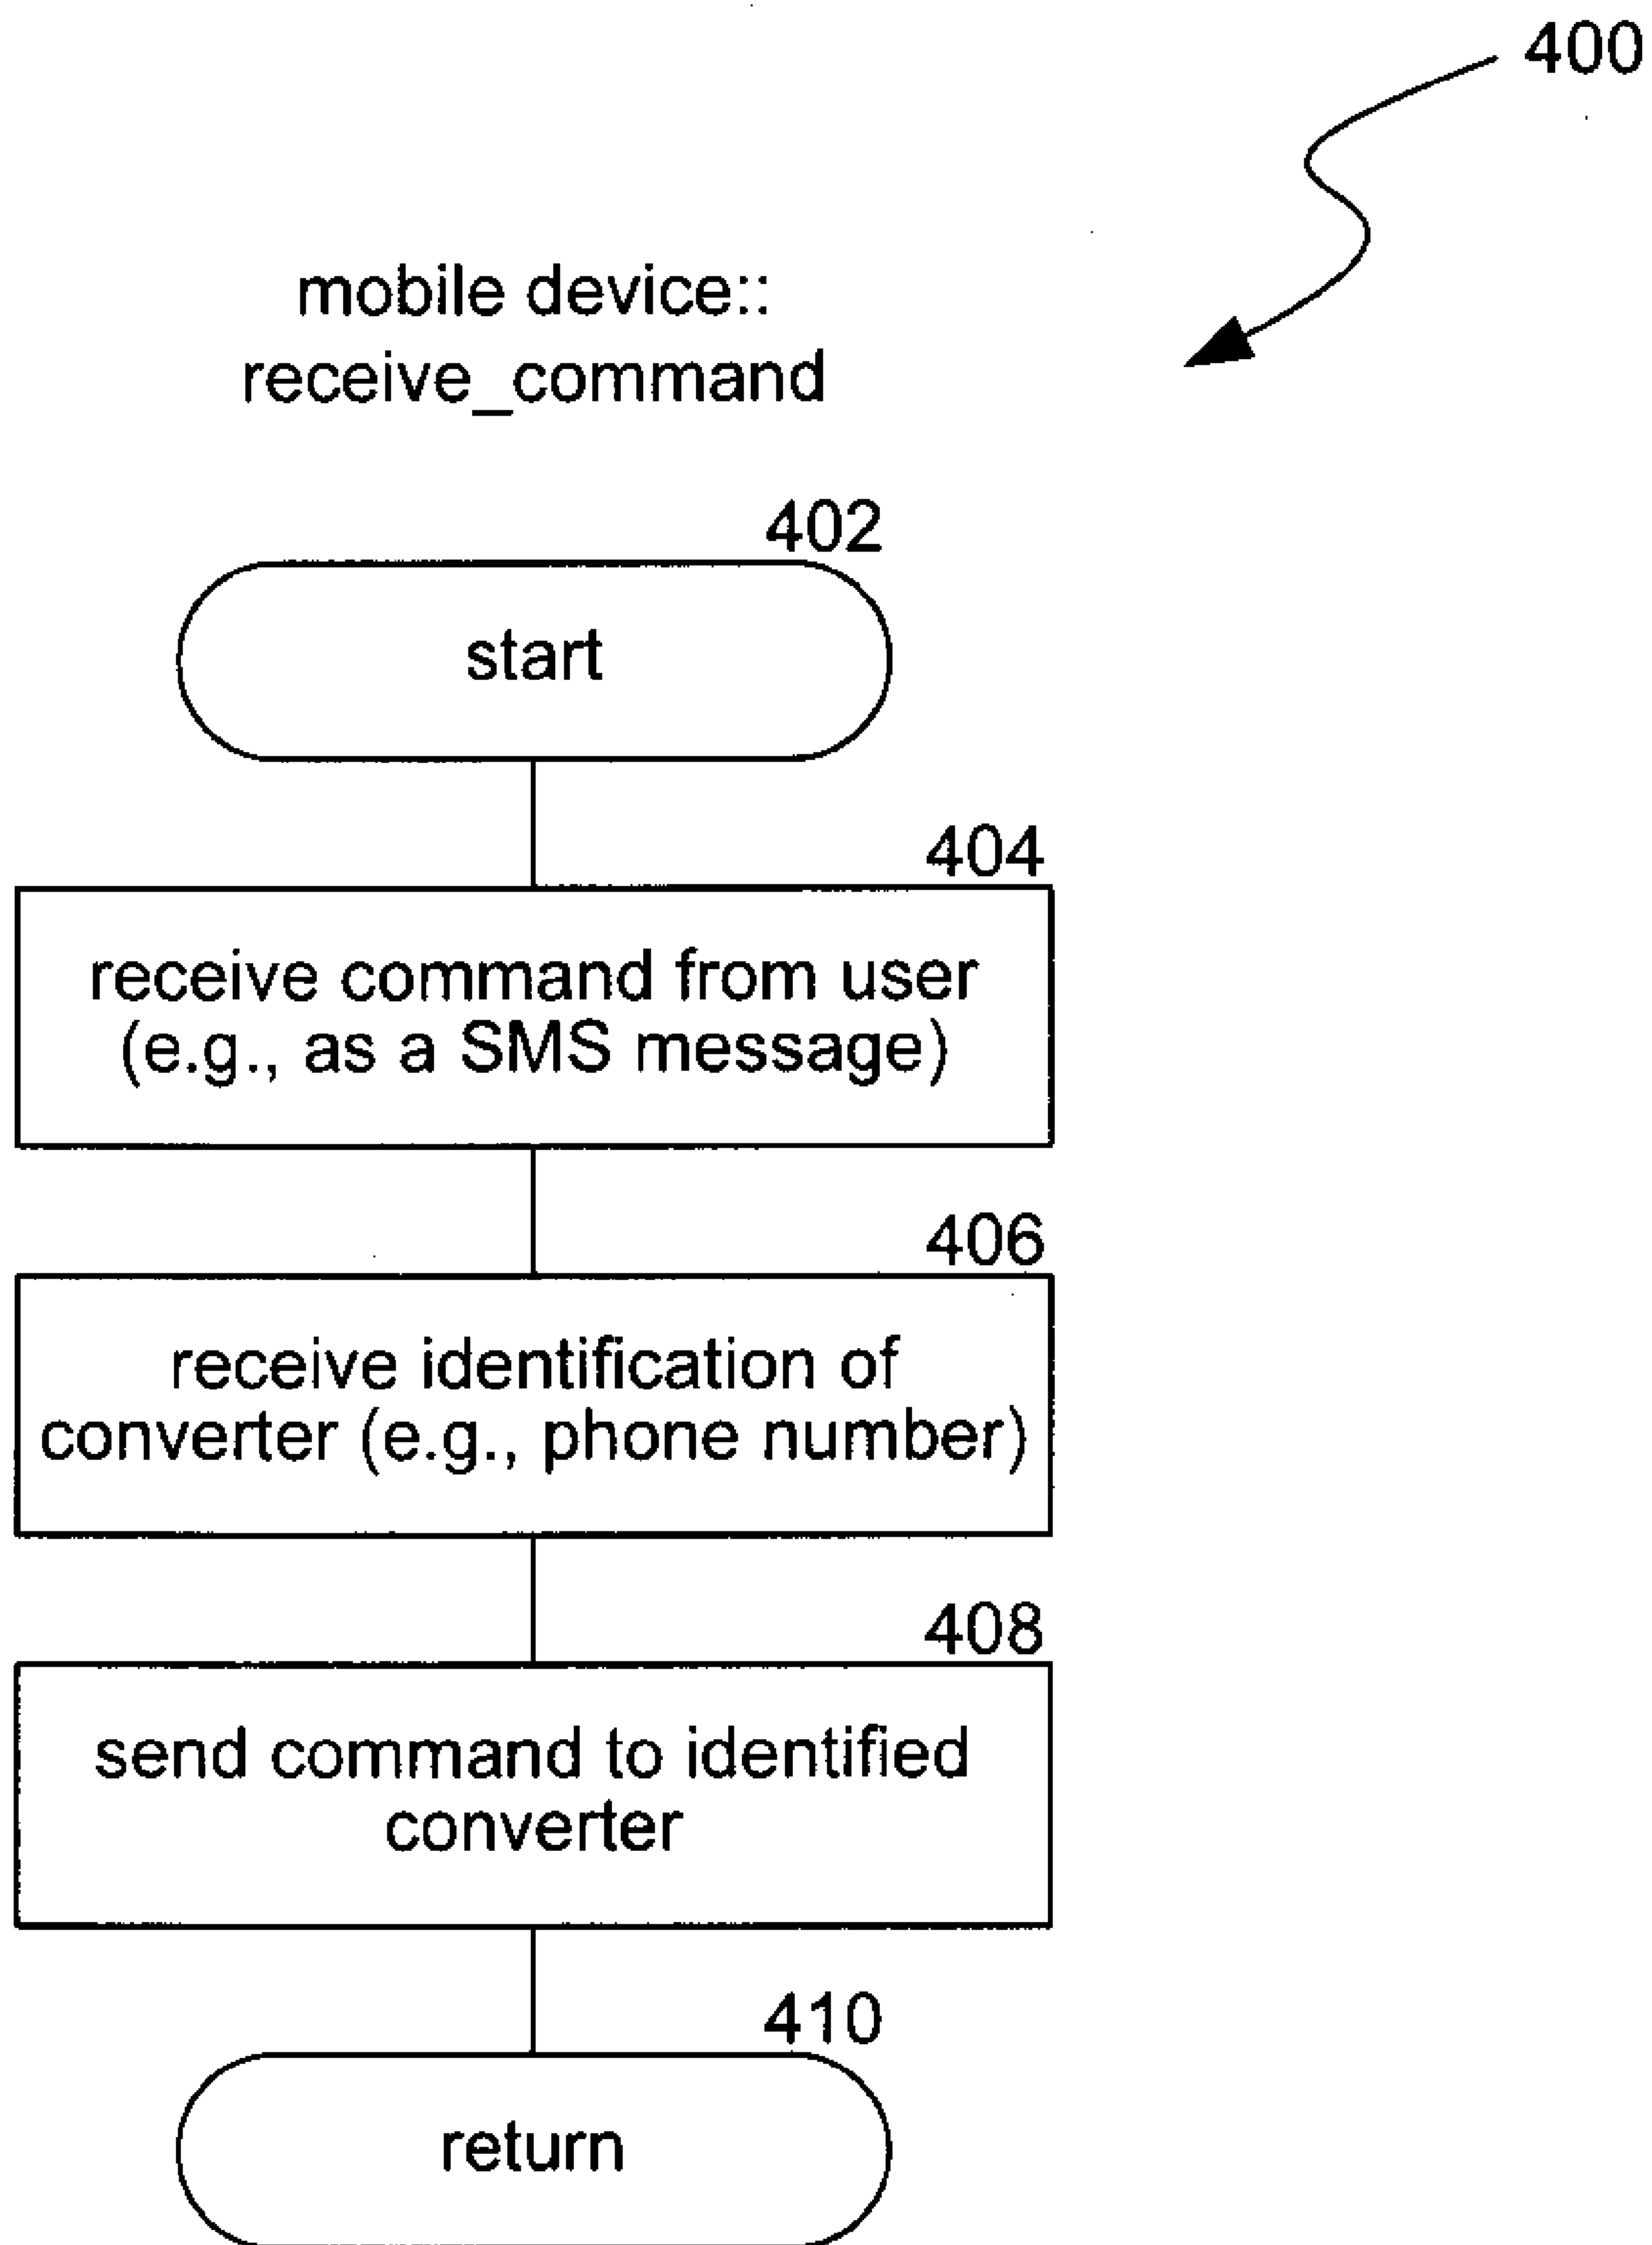 400
mobile device::
receive_command
402
start
404
receive command from user
(e.g., as a SMS message)
406
receive identification of
converter (e.g., phone number)
408
send command to identified
converter
410
return